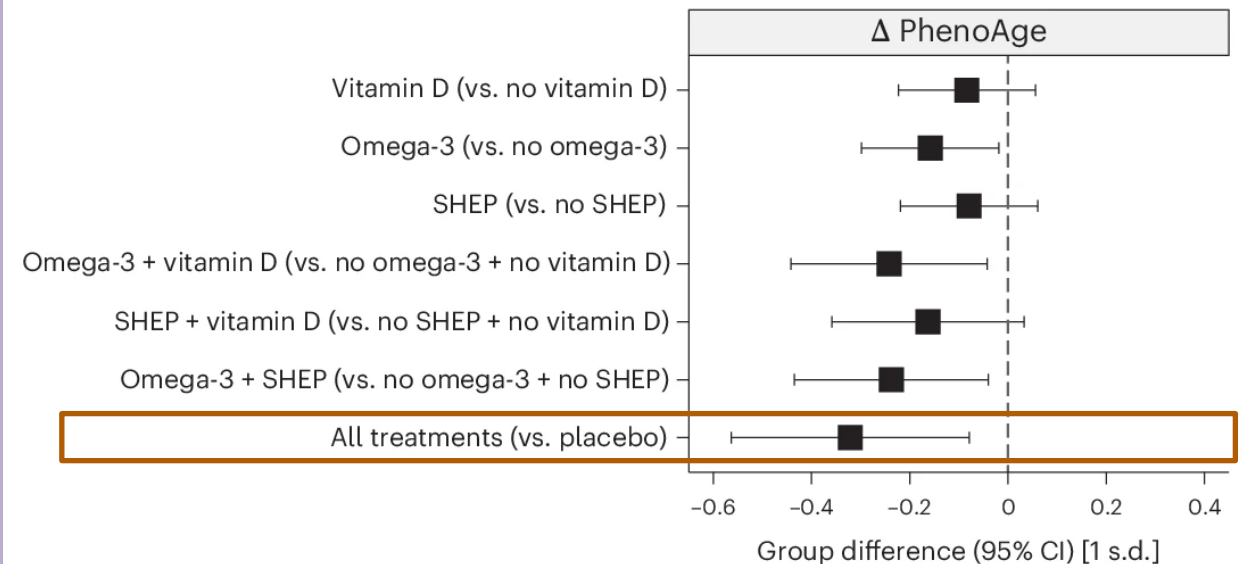 Δ PhenoAge
Vitamin D (vs. no vitamin D)
Omega-3 (vs. no omega-3)
SHEP (vs. no SHEP)
Omega-3 + vitamin D (vs. no omega-3 + no vitamin D)
SHEP + vitamin D (vs. no SHEP + no vitamin D)
Omega-3 + SHEP (vs. no omega-3 + no SHEP)
All treatments (vs. placebo)
−0.6 −0.4 −0.2 0 0.2 0.4
Group difference (95% CI) [1 s.d.]